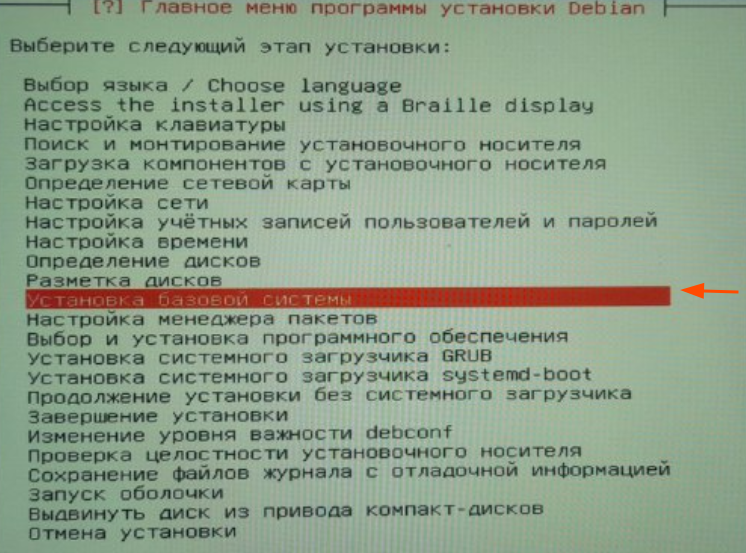 [?] Главное меню программы установки Debian
Выберите следующий этап установки:
Выбор языка / Choose language
Access the installer using a Braille display
Настройка клавиатуры
Поиск и монтирование установочного носителя
Загрузка компонентов с установочного носителя
Определение сетевой карты
Настройка сети
Настройка учётных записей пользователей и паролей
Настройка времени
Определение дисков
Разметка дисков
Установка базовой системы
Настройка менеджера пакетов
Выбор и установка программного обеспечения
Установка системного загрузчика GRUB
Установка системного загрузчика systemd-boot
Продолжение установки без системного загрузчика
Завершение установки
Изменение уровня важности debconf
Проверка целостности установочного носителя
Сохранение файлов журнала с отладочной информацией
Запуск оболочки
Выдвинуть диск из привода компакт-дисков
Отмена установки